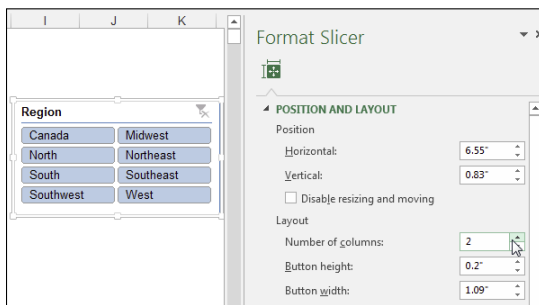 I J K
Format Slicer
POSITION AND LAYOUT
Position
Horizontal: 6.55"
Vertical: 0.83"
Disable resizing and moving
Layout
Number of columns: 2
Button height: 0.2"
Button width: 1.09"
Region
Canada Midwest
North Northeast
South Southeast
Southwest West